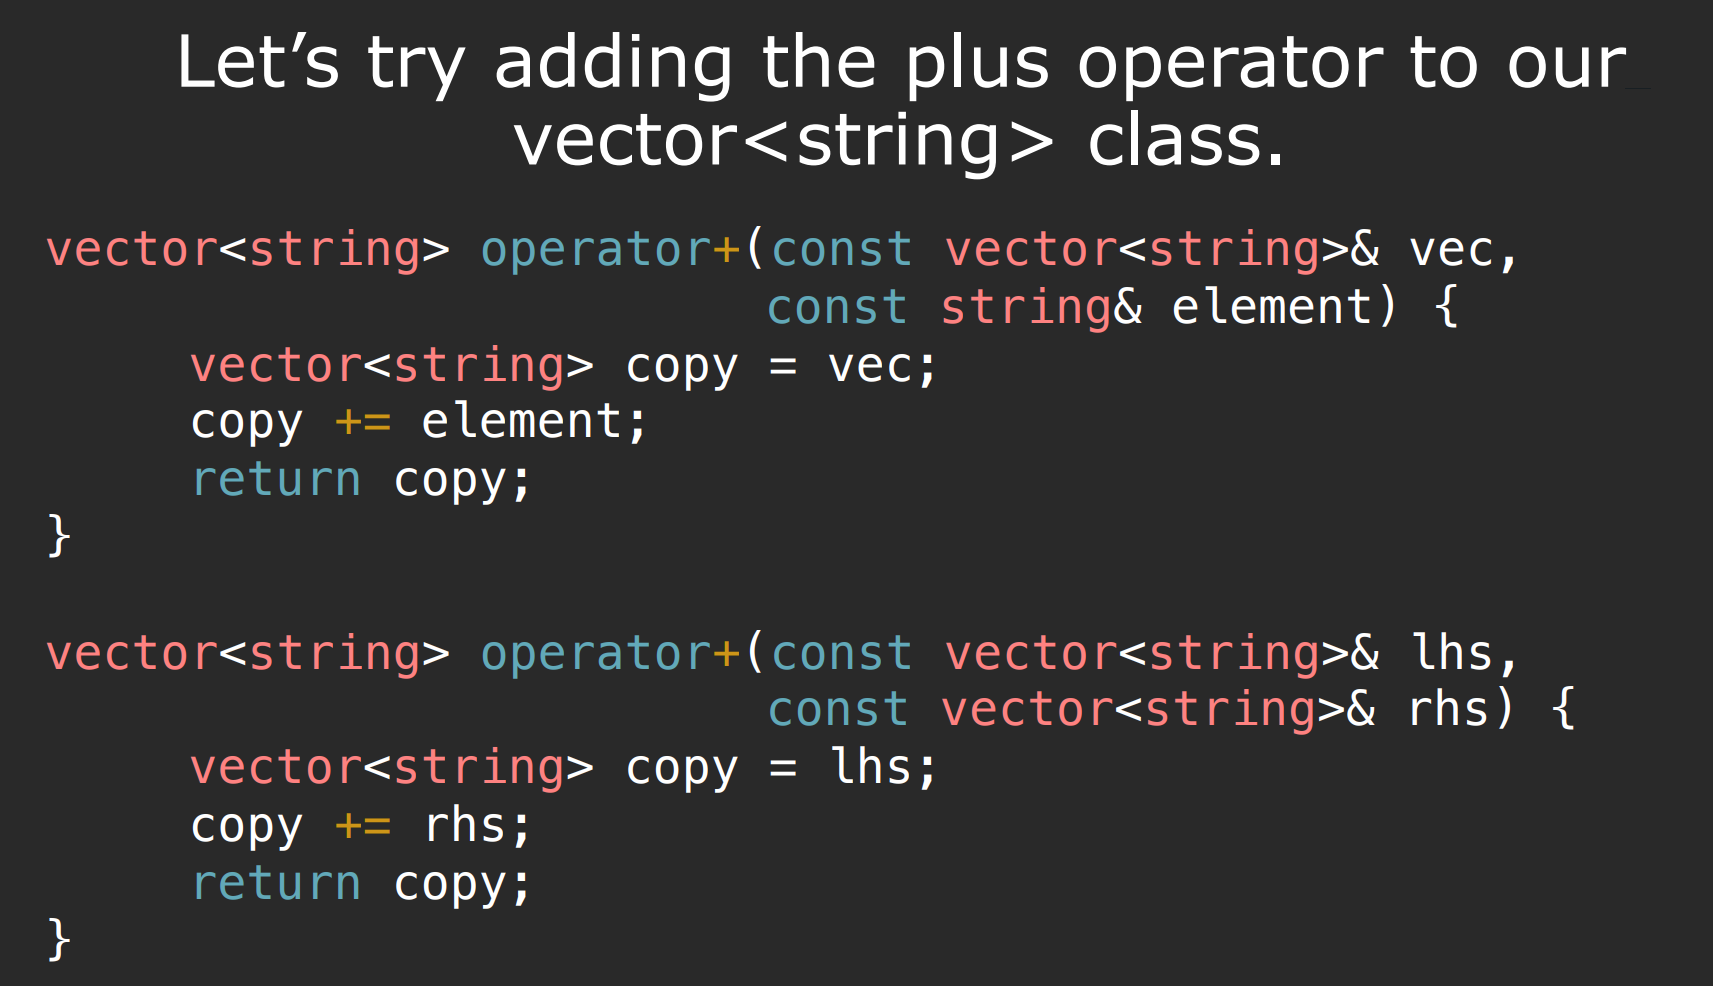 Let’s try adding the plus operator to our
vector<string> class.
vector<string> operator+(const vector<string>& vec,
const string& element) {
vector<string> copy = vec;
copy += element;
return copy;
}
vector<string> operator+(const vector<string>& lhs,
const vector<string>& rhs) {
vector<string> copy = lhs;
copy += rhs;
return copy;
}